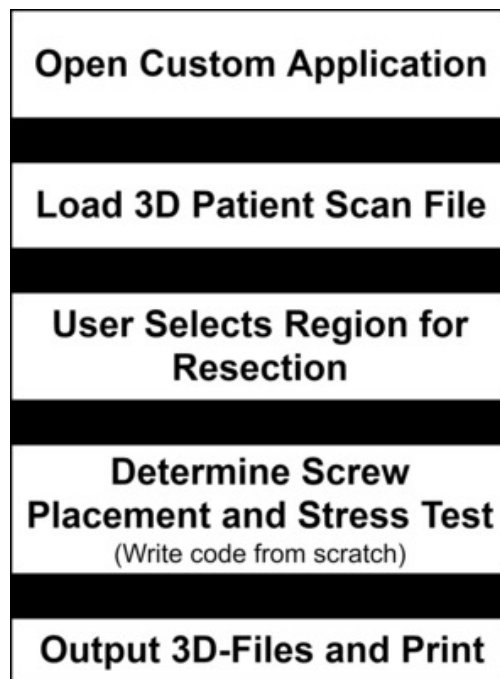 Open Custom Application
Load 3D Patient Scan File
User Selects Region for
Resection
Determine Screw
Placement and Stress Test
(Write code from scratch)
Output 3D-Files and Print